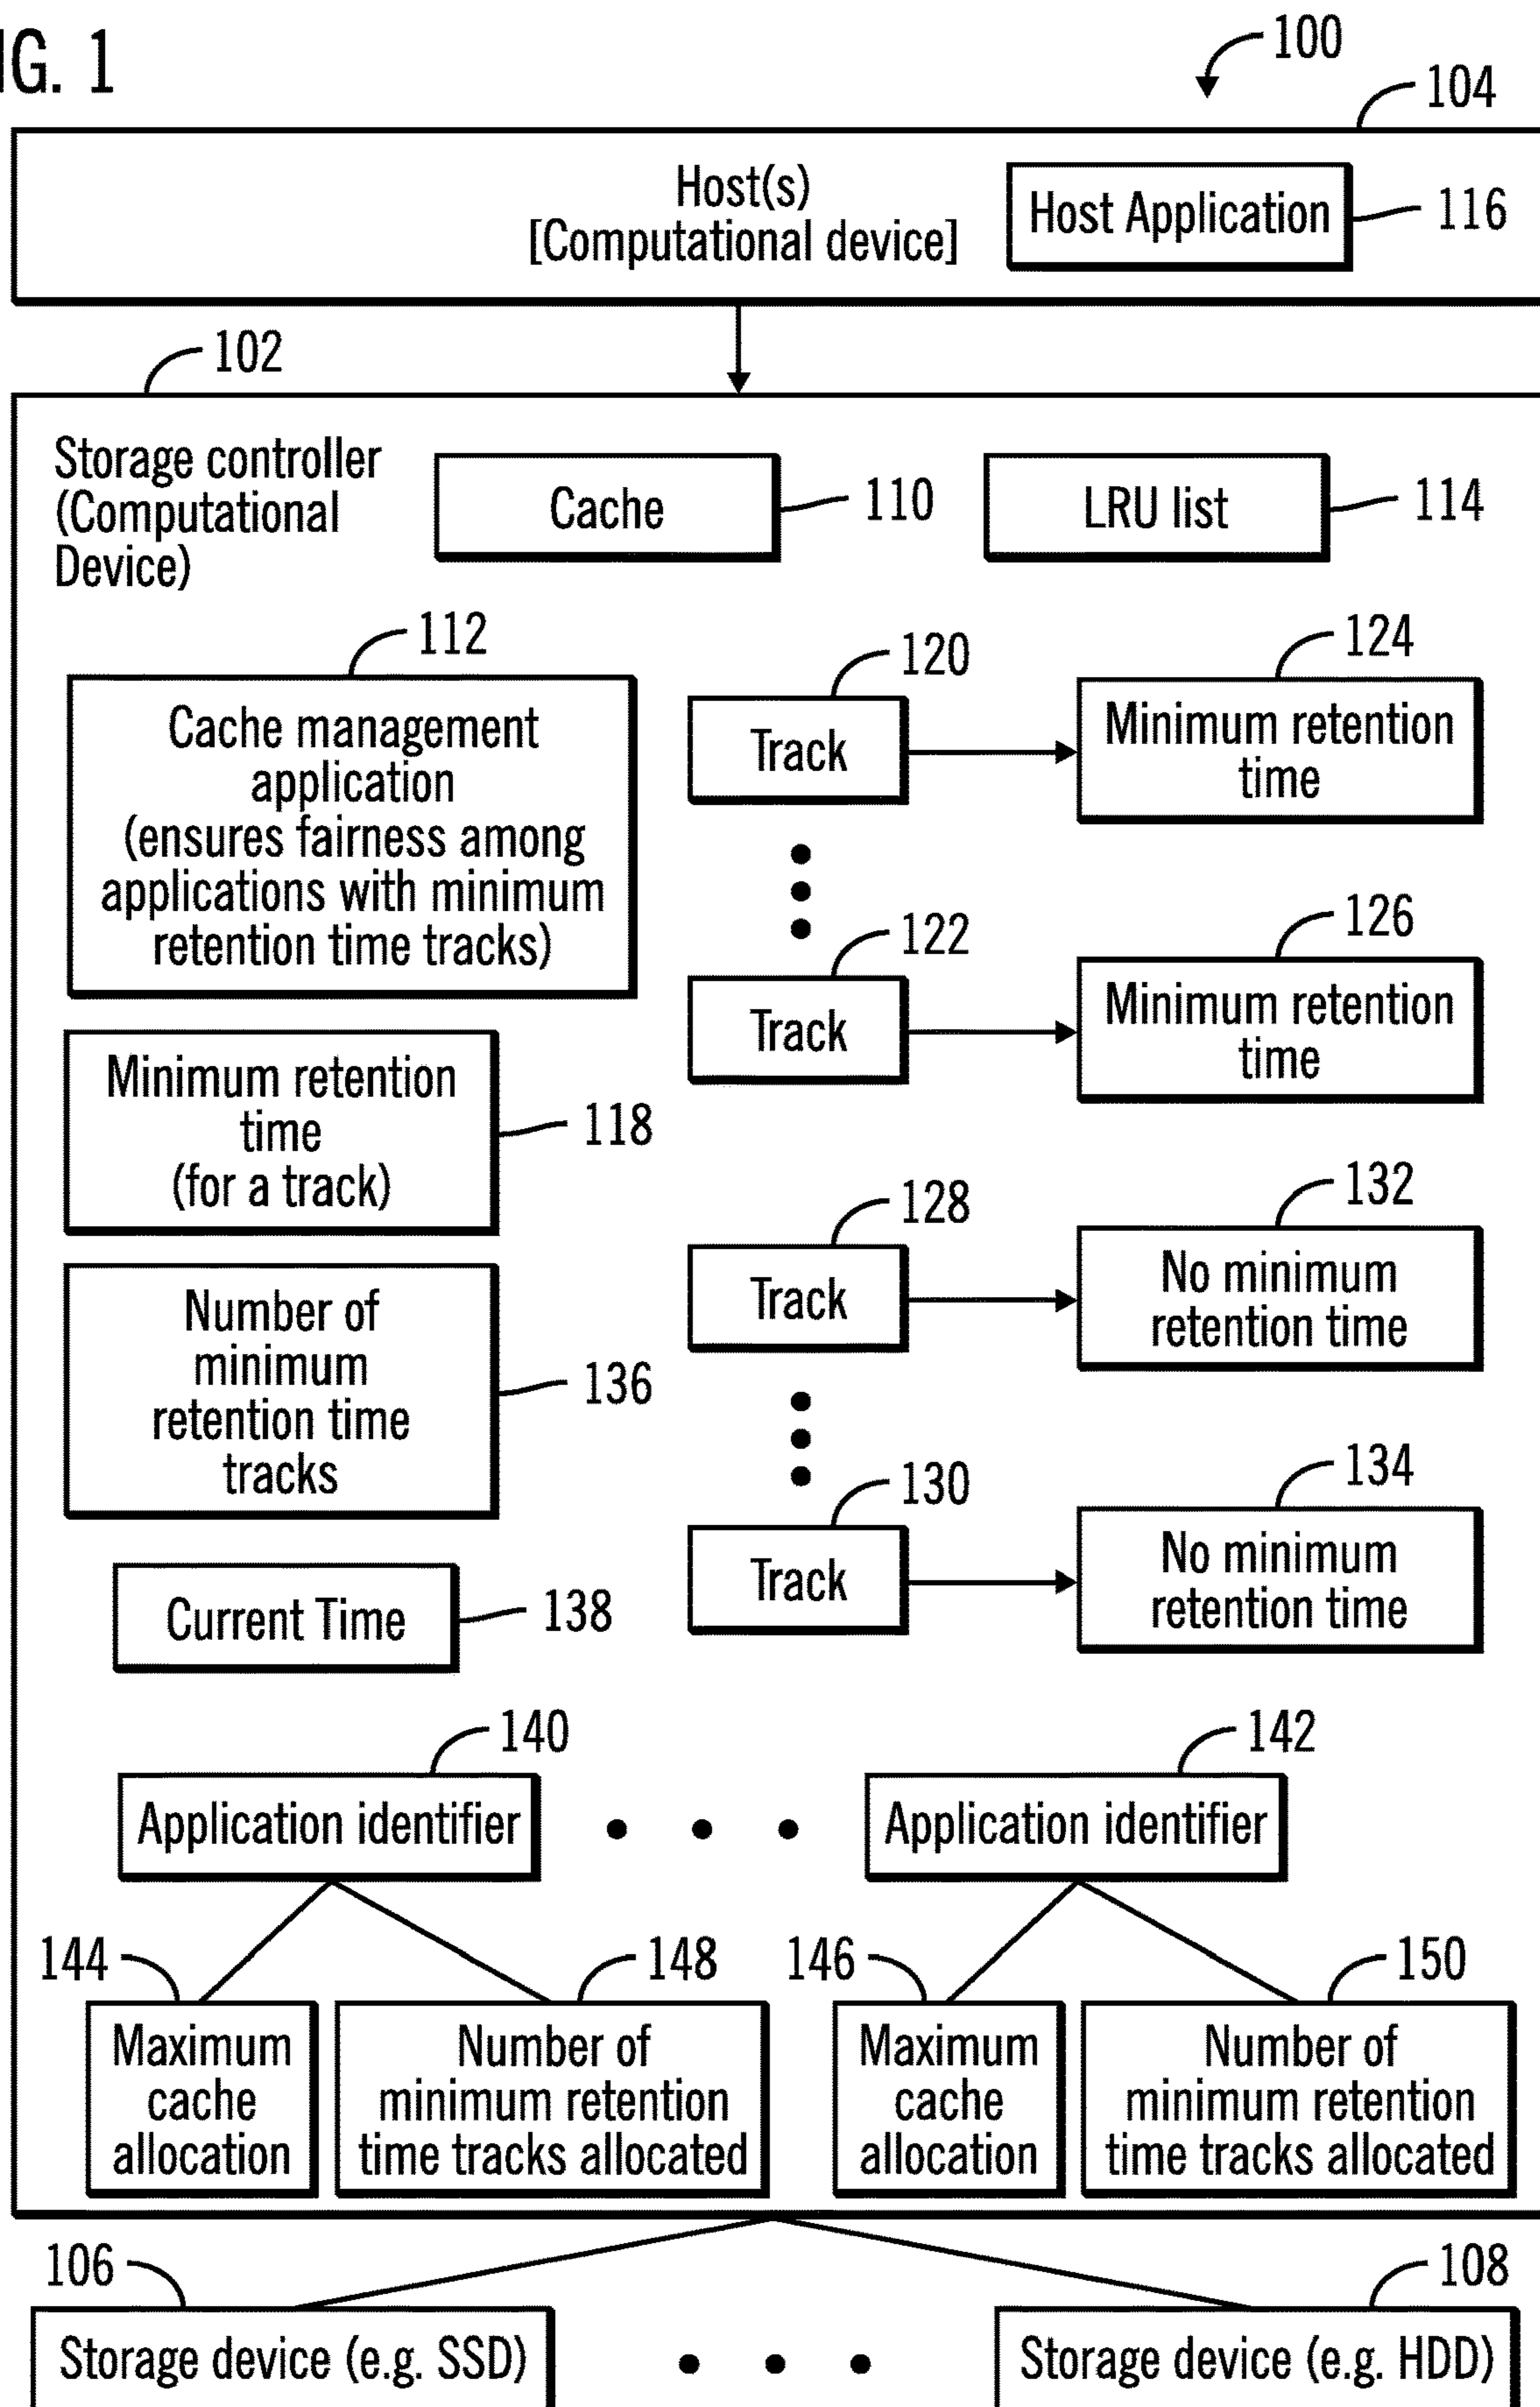 IG. 1
100
104
Host(s)
[Computational device]
Host Application
116
102
Storage controller
(Computational
Device)
Cache
110
LRU list
114
112
Cache management
application
(ensures fairness among
applications with minimum
retention time tracks)
120
Track
124
Minimum retention
time
122
Track
126
Minimum retention
time
Minimum retention
time
(for a track)
118
128
Track
132
No minimum
retention time
Number of
minimum
retention time
tracks
136
130
Track
134
No minimum
retention time
Current Time
138
140
Application identifier
142
Application identifier
144
Maximum
cache
allocation
148
Number of
minimum retention
time tracks allocated
146
Maximum
cache
allocation
150
Number of
minimum retention
time tracks allocated
106
Storage device (e.g. SSD)
108
Storage device (e.g. HDD)